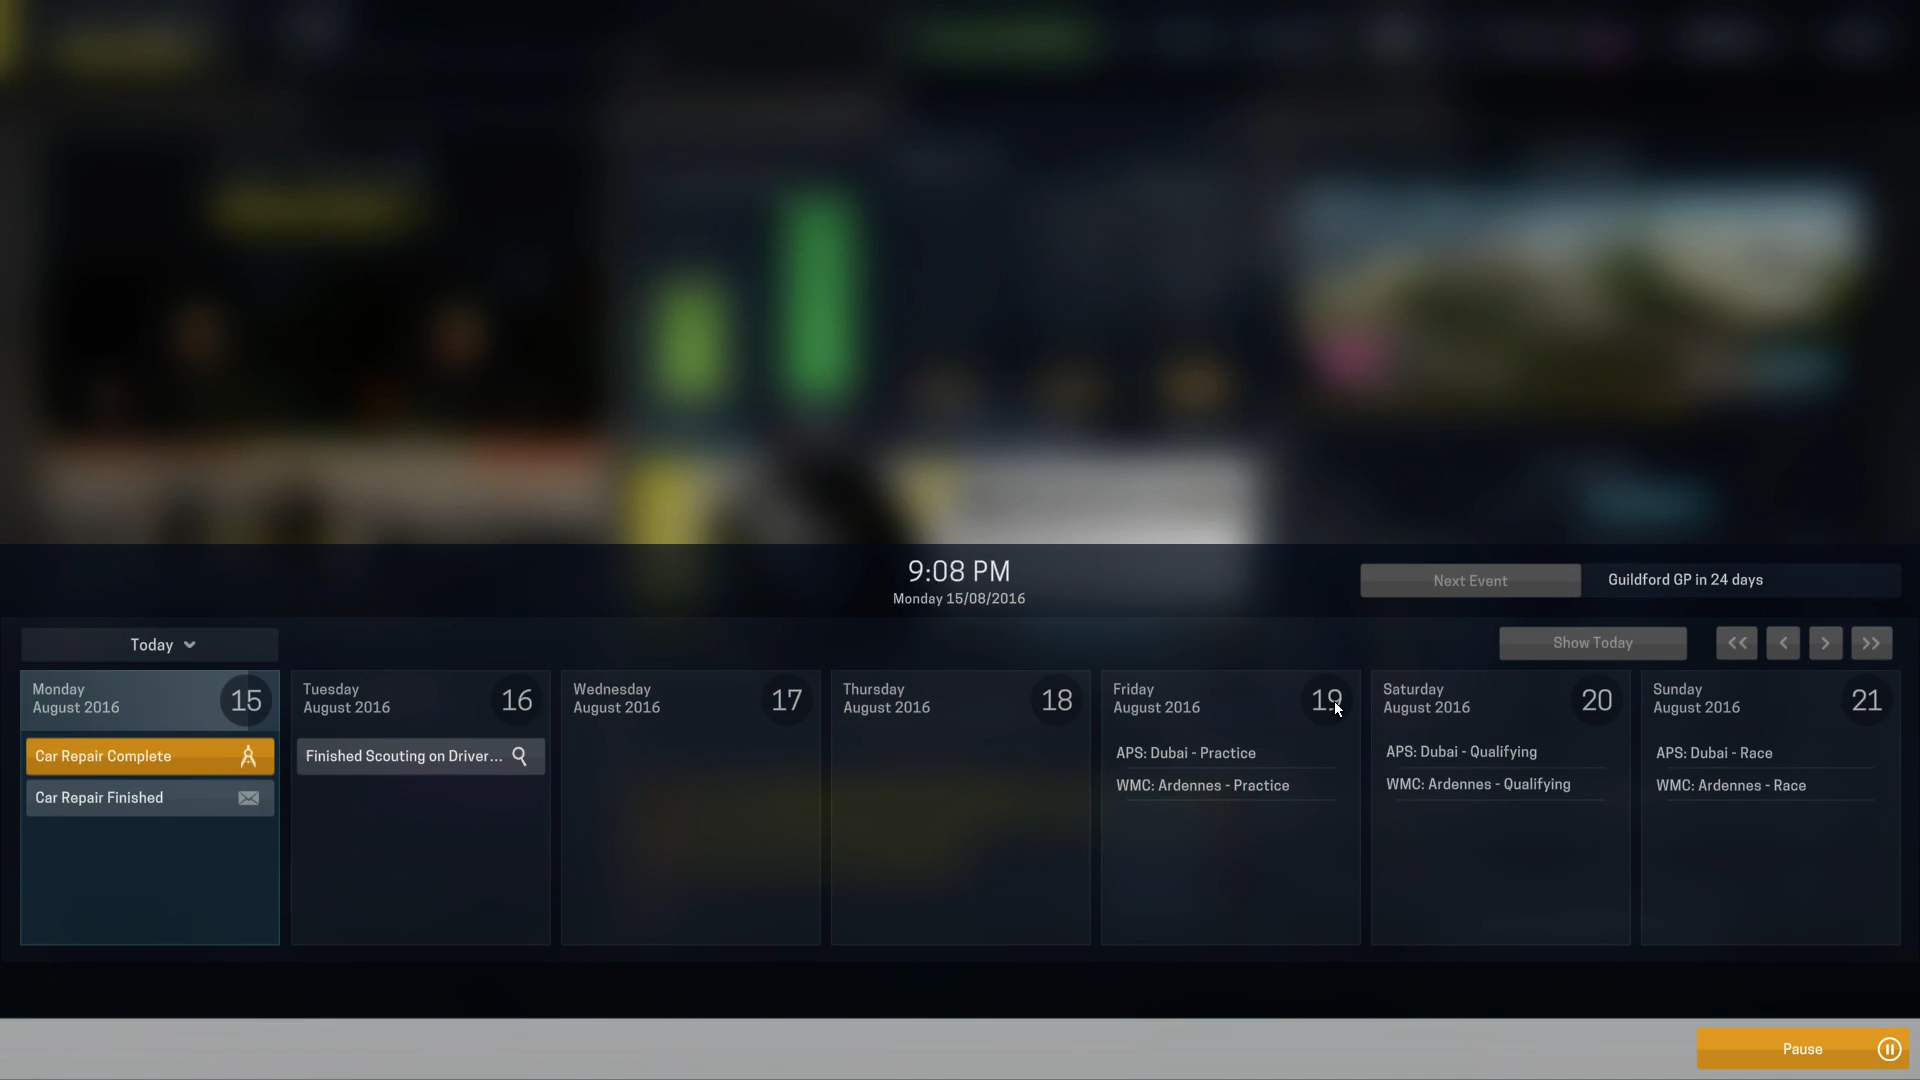 9:08 PM
Monday 15/08/2016
Next Event
Guildford GP in 24 days
Today
Show Today
Monday
August 2016
15
Car Repair Complete
Car Repair Finished
Tuesday
August 2016
16
Finished Scouting on Driver...
Wednesday
August 2016
17
Thursday
August 2016
18
Friday
August 2016
19
APS: Dubai - Practice
WMC: Ardennes - Practice
Saturday
August 2016
20
APS: Dubai - Qualifying
WMC: Ardennes - Qualifying
Sunday
August 2016
21
APS: Dubai - Race
WMC: Ardennes - Race
Pause